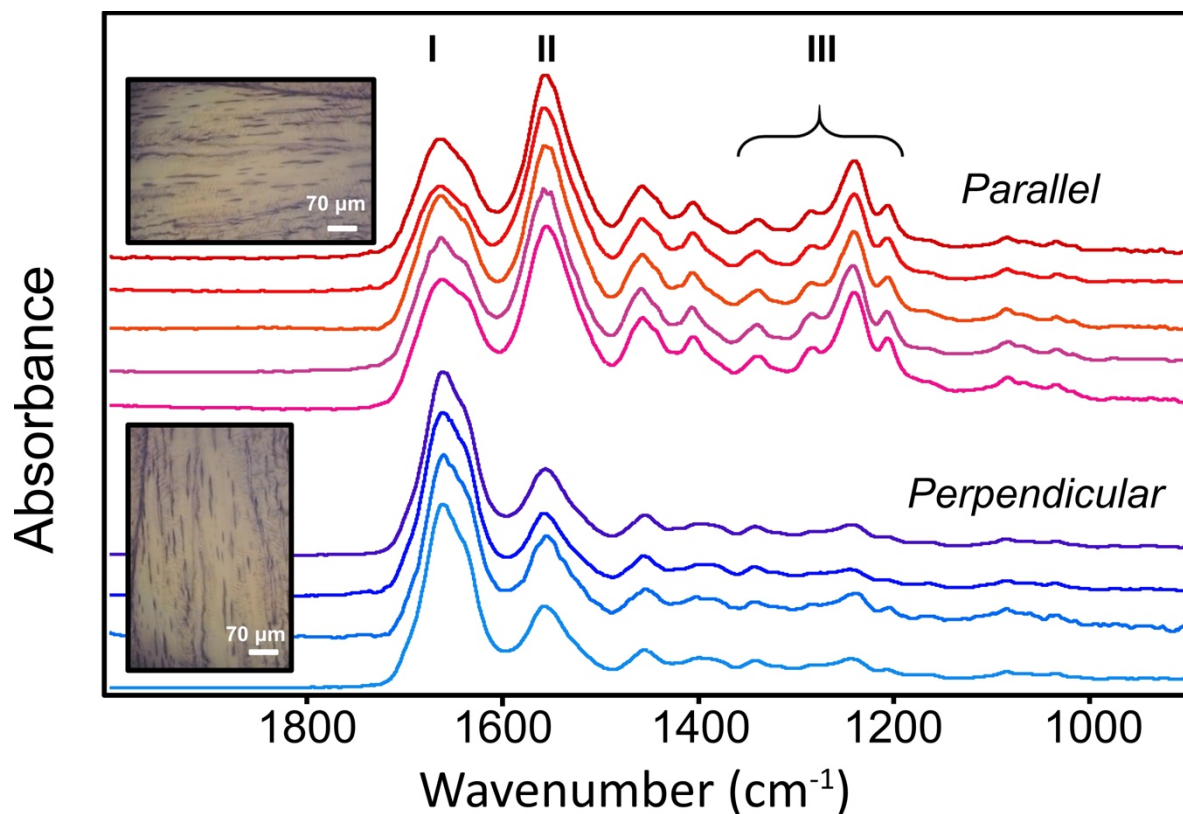 I II III
70 µm
Parallel
Absorbance
Perpendicular
70 µm
1800 1600 1400 1200 1000
Wavenumber (cm⁻¹)